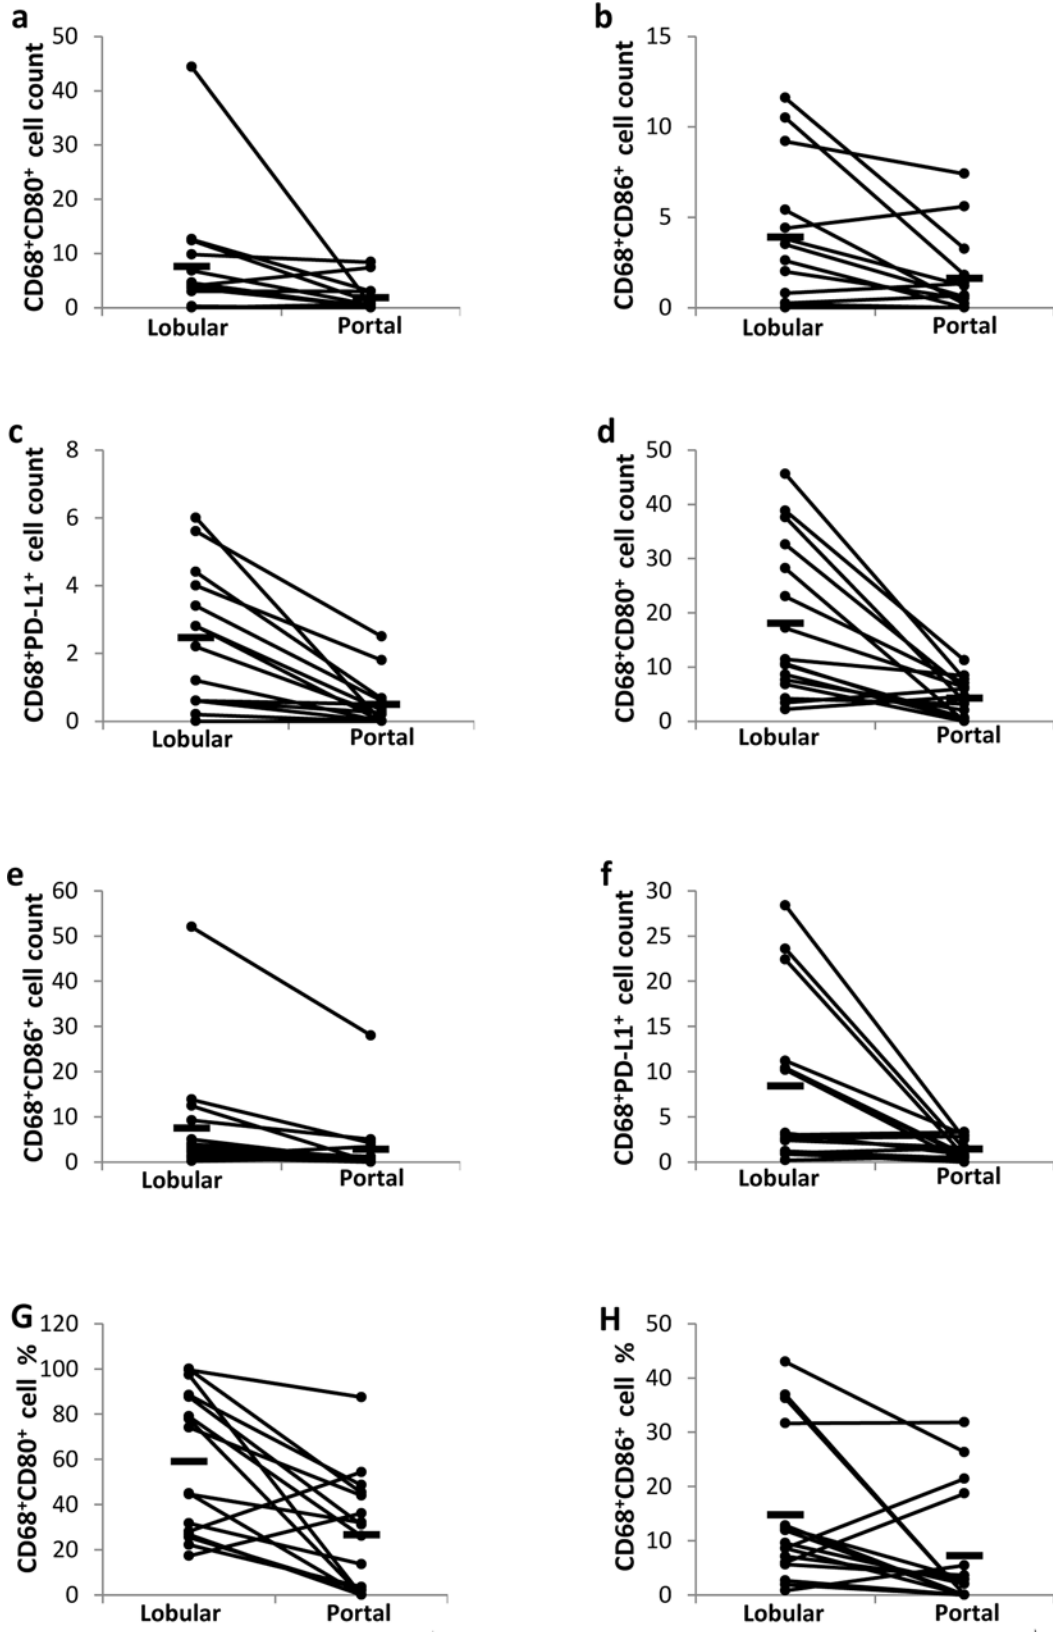 a
CD68⁺CD80⁺ cell count
50
40
30
20
10
0
Lobular
Portal
b
CD68⁺CD86⁺ cell count
15
10
5
0
Lobular
Portal
c
CD68⁺PD-L1⁺ cell count
8
6
4
2
0
Lobular
Portal
d
CD68⁺CD80⁺ cell count
50
40
30
20
10
0
Lobular
Portal
e
CD68⁺CD86⁺ cell count
60
50
40
30
20
10
0
Lobular
Portal
f
CD68⁺PD-L1⁺ cell count
30
25
20
15
10
5
0
Lobular
Portal
G
CD68⁺CD80⁺ cell %
120
100
80
60
40
20
0
Lobular
Portal
H
CD68⁺CD86⁺ cell %
50
40
30
20
10
0
Lobular
Portal